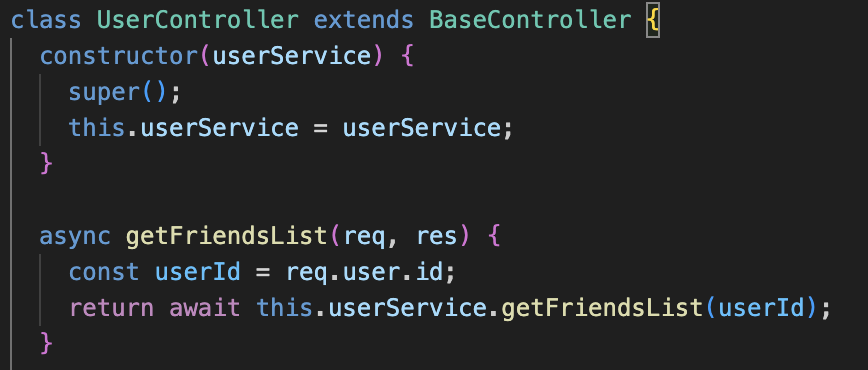 class UserController extends BaseController {
constructor(userService) {
super();
this.userService = userService;
}
async getFriendsList(req, res) {
const userId = req.user.id;
return await this.userService.getFriendsList(userId);
}